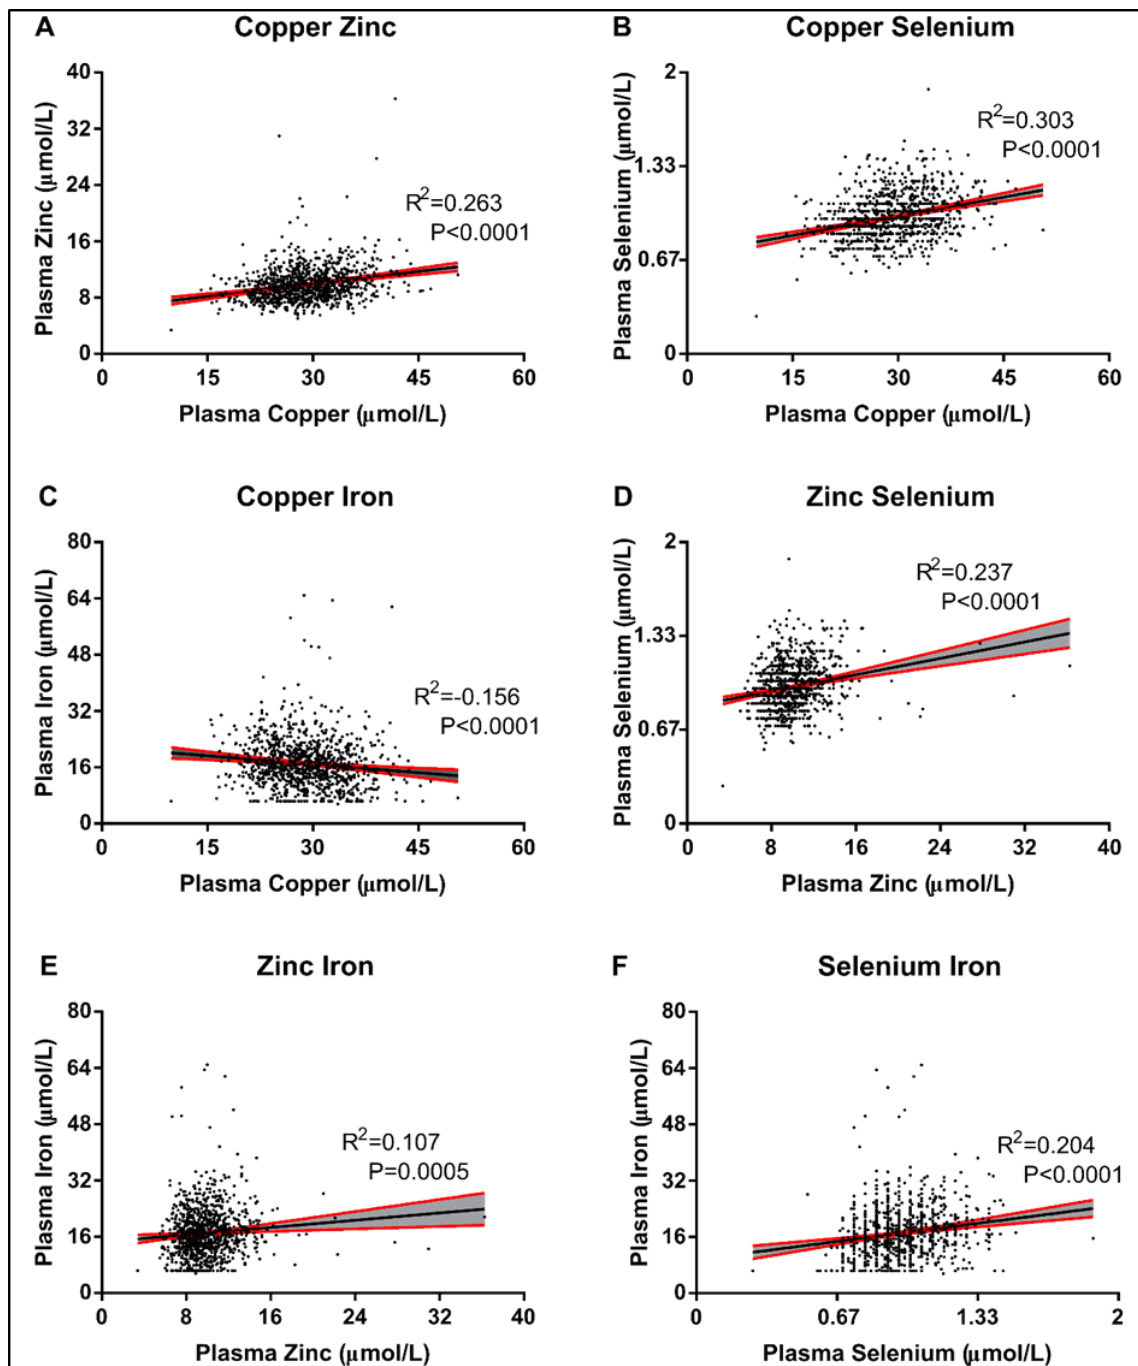 A Copper Zinc
40
32
24
16
8
0
Plasma Zinc (μmol/L)
R²=0.263
P<0.0001
0 15 30 45 60
Plasma Copper (μmol/L)
B Copper Selenium
2
1.33
0.67
0
Plasma Selenium (μmol/L)
R²=0.303
P<0.0001
0 15 30 45 60
Plasma Copper (μmol/L)
C Copper Iron
80
64
48
32
16
0
Plasma Iron (μmol/L)
R²=-0.156
P<0.0001
0 15 30 45 60
Plasma Copper (μmol/L)
D Zinc Selenium
2
1.33
0.67
0
Plasma Selenium (μmol/L)
R²=0.237
P<0.0001
0 8 16 24 32 40
Plasma Zinc (μmol/L)
E Zinc Iron
80
64
48
32
16
0
Plasma Iron (μmol/L)
R²=0.107
P=0.0005
0 8 16 24 32 40
Plasma Zinc (μmol/L)
F Selenium Iron
80
64
48
32
16
0
Plasma Iron (μmol/L)
R²=0.204
P<0.0001
0 0.67 1.33 2
Plasma Selenium (μmol/L)